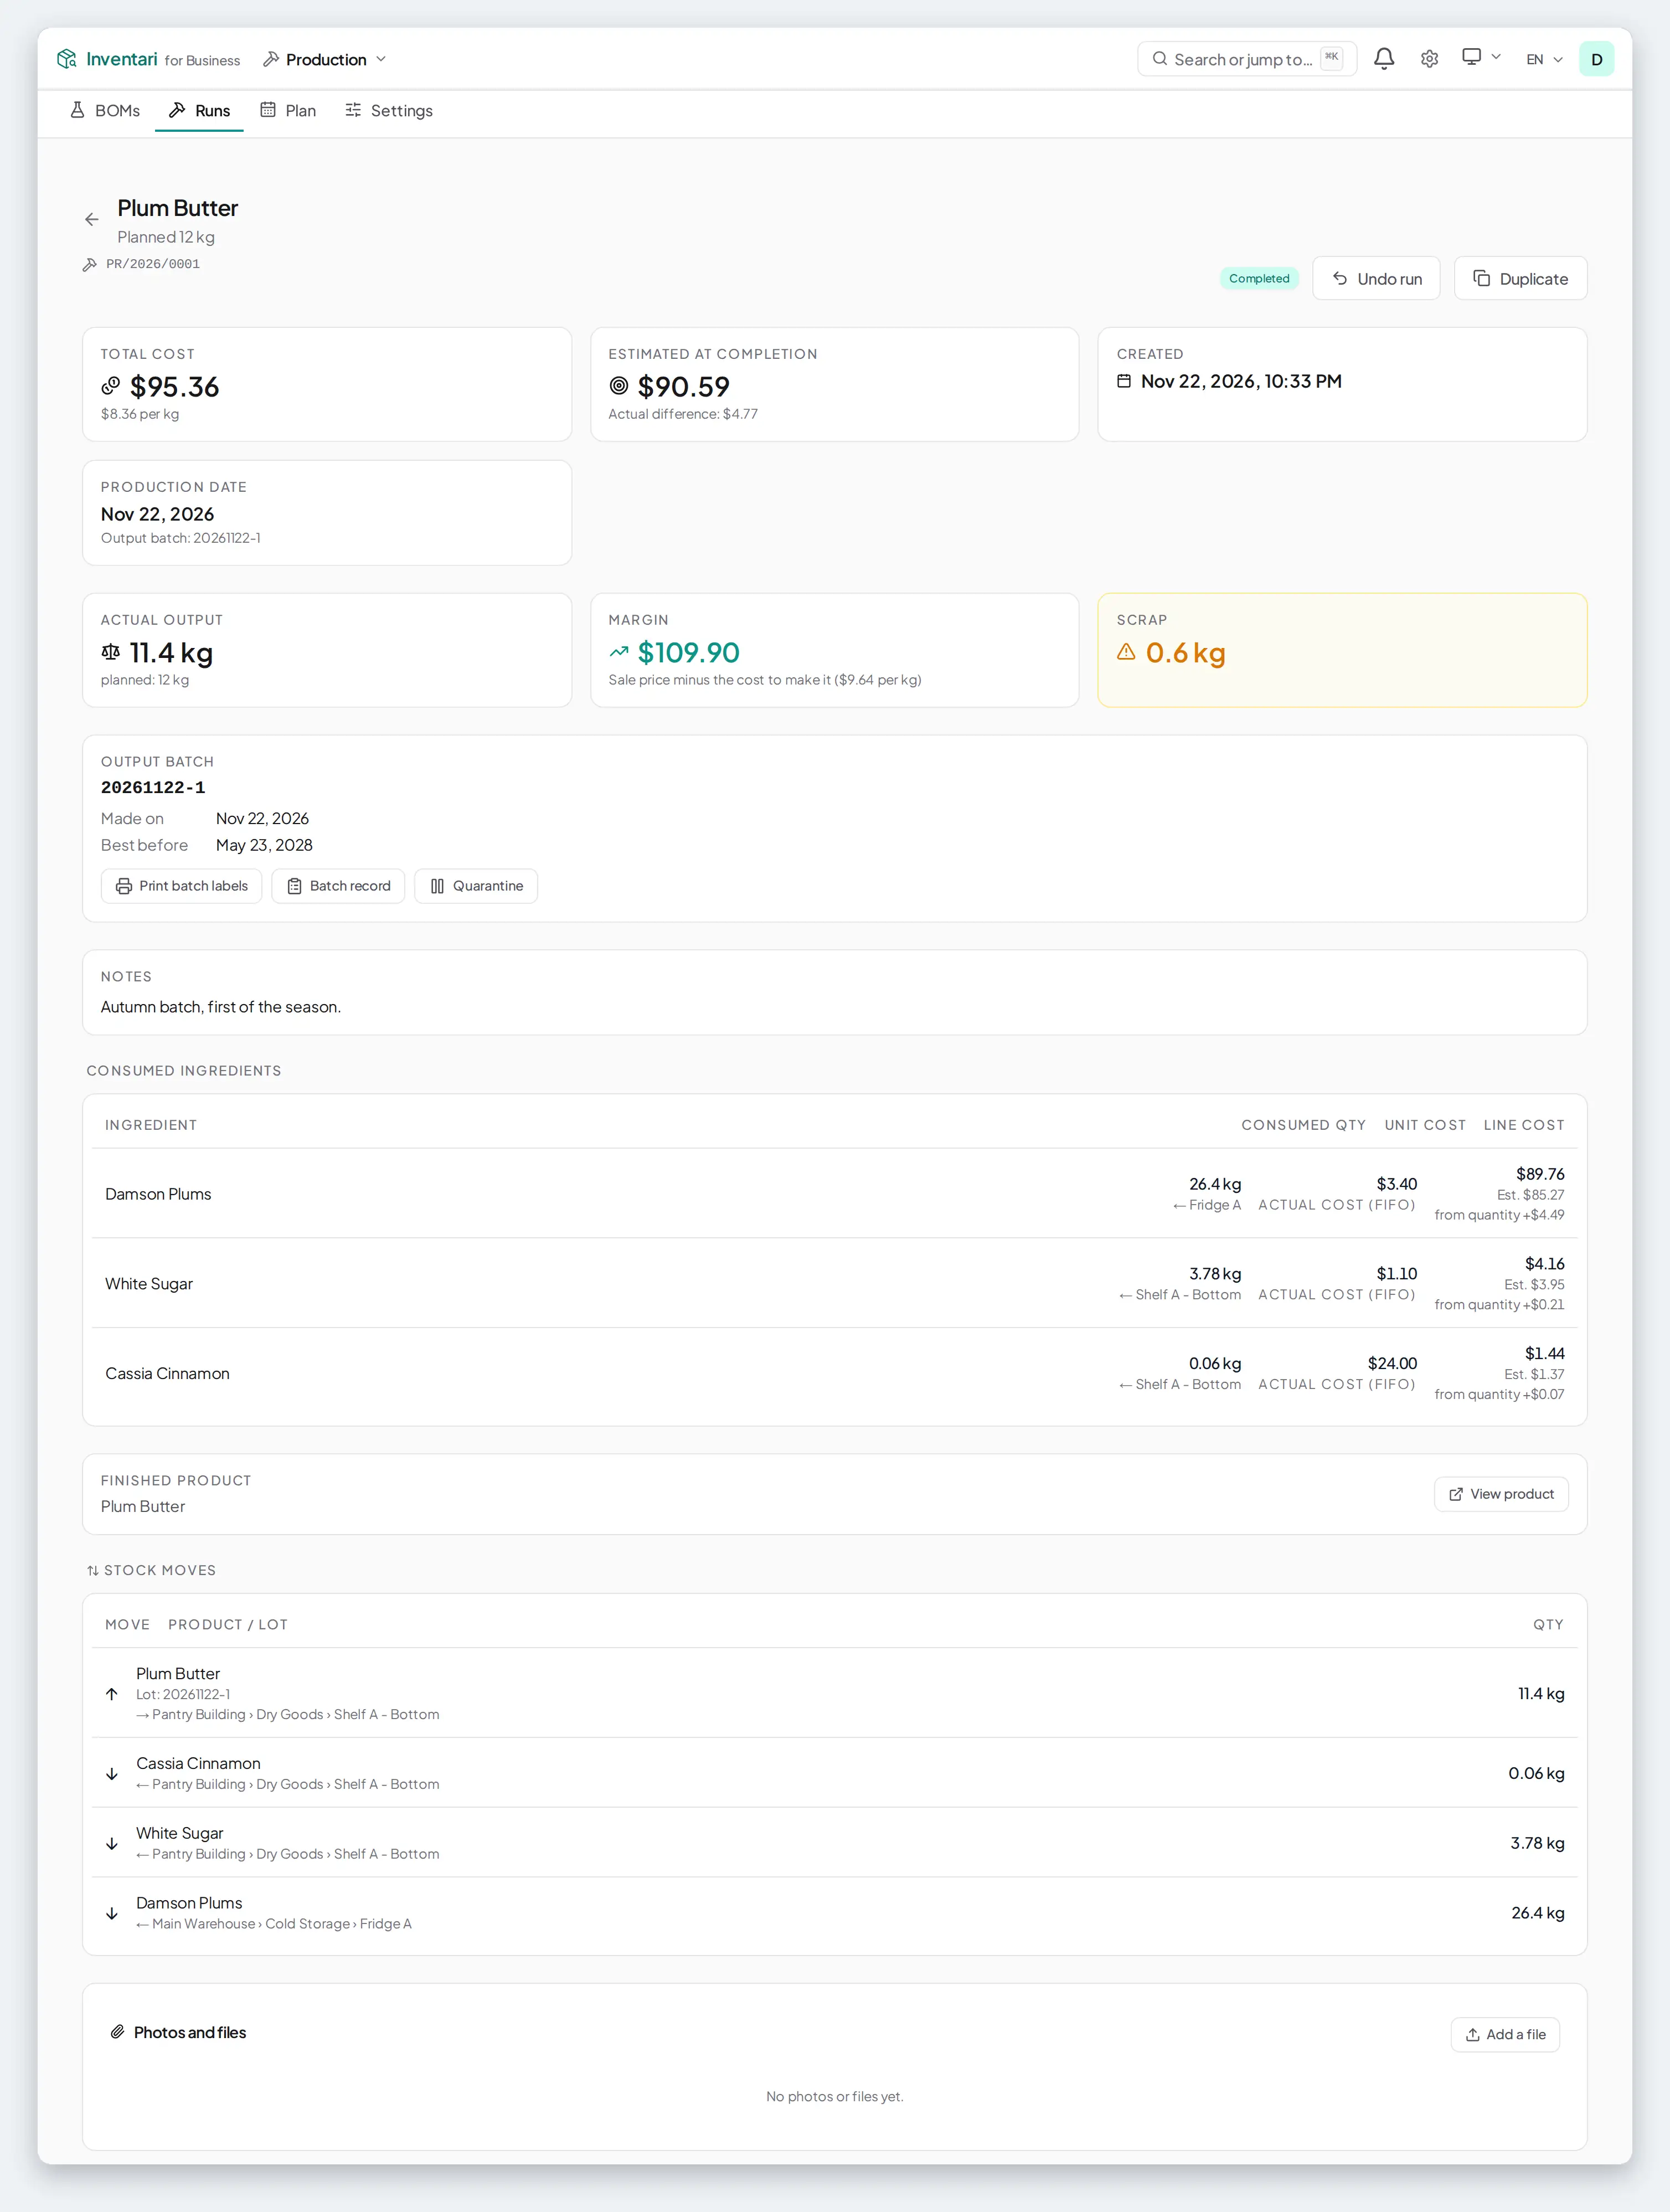 Inventari for Business
Production
Search or jump to...
⌘K
EN
D
BOMs
Runs
Plan
Settings
Plum Butter
Planned 12 kg
PR/2026/0001
Completed
Undo run
Duplicate
TOTAL COST
$95.36
$8.36 per kg
ESTIMATED AT COMPLETION
$90.59
Actual difference: $4.77
CREATED
Nov 22, 2026, 10:33 PM
PRODUCTION DATE
Nov 22, 2026
Output batch: 20261122-1
ACTUAL OUTPUT
11.4 kg
planned: 12 kg
MARGIN
$109.90
Sale price minus the cost to make it ($9.64 per kg)
SCRAP
0.6 kg
OUTPUT BATCH
20261122-1
Made on Nov 22, 2026
Best before May 23, 2028
Print batch labels
Batch record
Quarantine
NOTES
Autumn batch, first of the season.
CONSUMED INGREDIENTS
INGREDIENT CONSUMED QTY UNIT COST LINE COST
Damson Plums
26.4 kg
← Fridge A
$3.40
ACTUAL COST (FIFO)
$89.76
Est. $85.27
from quantity +$4.49
White Sugar
3.78 kg
← Shelf A - Bottom
$1.10
ACTUAL COST (FIFO)
$4.16
Est. $3.95
from quantity +$0.21
Cassia Cinnamon
0.06 kg
← Shelf A - Bottom
$24.00
ACTUAL COST (FIFO)
$1.44
Est. $1.37
from quantity +$0.07
FINISHED PRODUCT
Plum Butter
View product
STOCK MOVES
MOVE PRODUCT / LOT QTY
Plum Butter
Lot: 20261122-1
→ Pantry Building › Dry Goods › Shelf A - Bottom
11.4 kg
Cassia Cinnamon
← Pantry Building › Dry Goods › Shelf A - Bottom
0.06 kg
White Sugar
← Pantry Building › Dry Goods › Shelf A - Bottom
3.78 kg
Damson Plums
← Main Warehouse › Cold Storage › Fridge A
26.4 kg
Photos and files
Add a file
No photos or files yet.